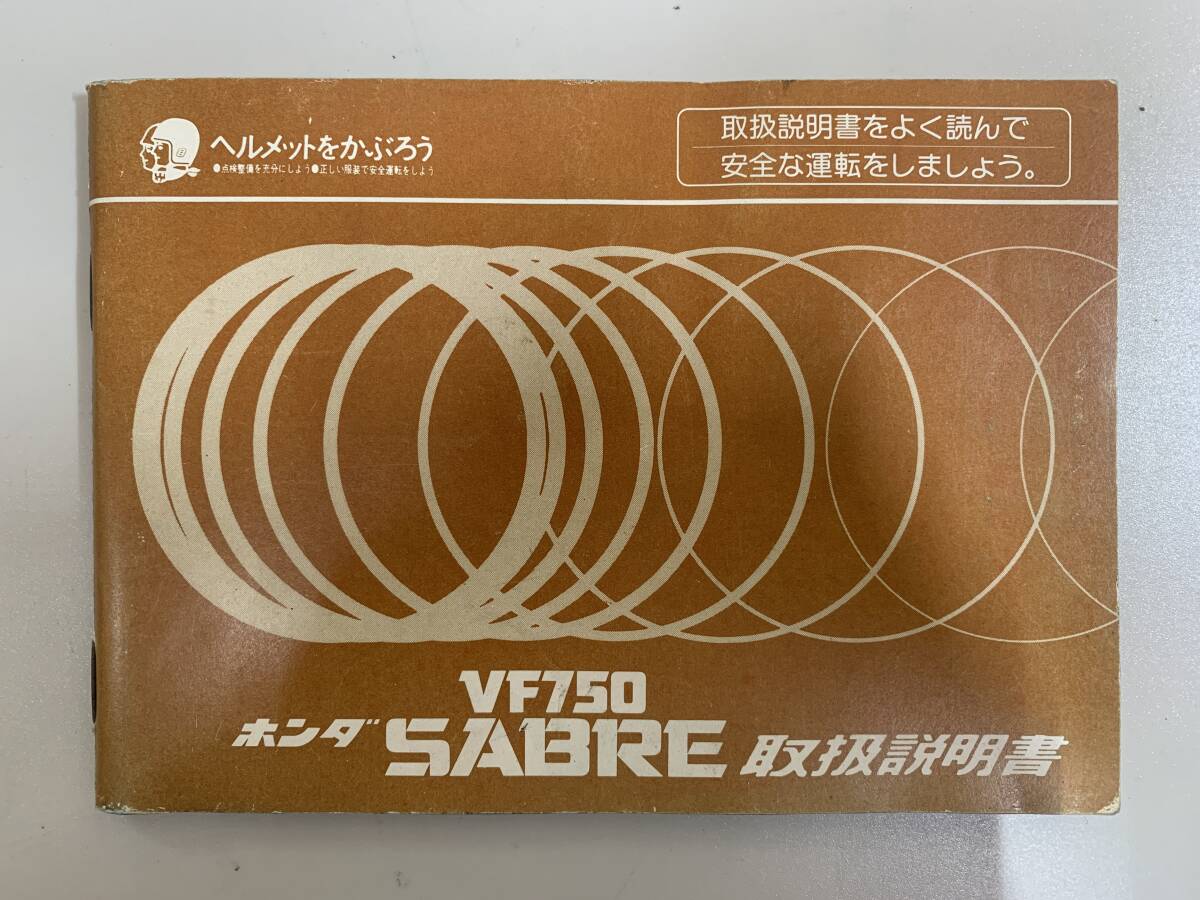 ヘルメットをかぶろう
●点検整備を充分にしよう●正しい服装で安全運転をしよう
取扱説明書をよく読んで
安全な運転をしましょう。
VF750
ホンダ SABRE 取扱説明書